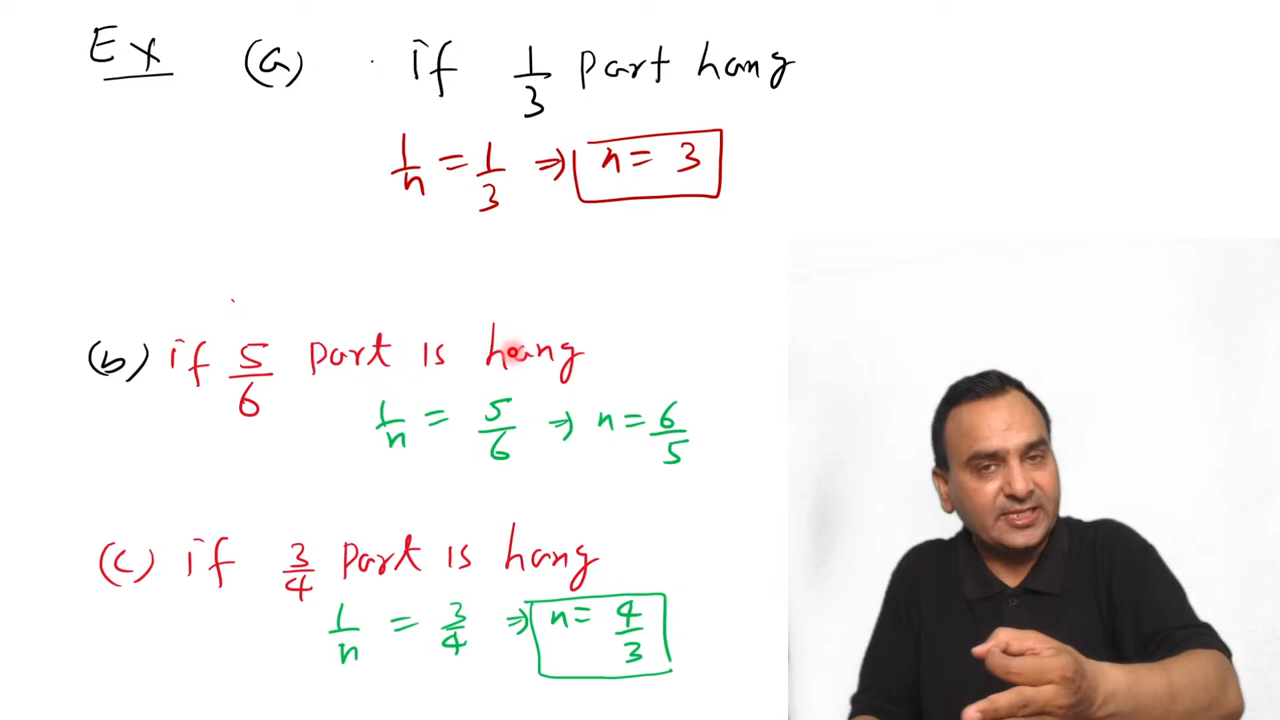 Ex (a) if 1/3 part hang
1/n = 1/3 ⇒ n = 3
(b) if 5/6 part is hang
1/n = 5/6 ⇒ n = 6/5
(c) if 3/4 part is hang
1/n = 3/4 ⇒ n = 4/3